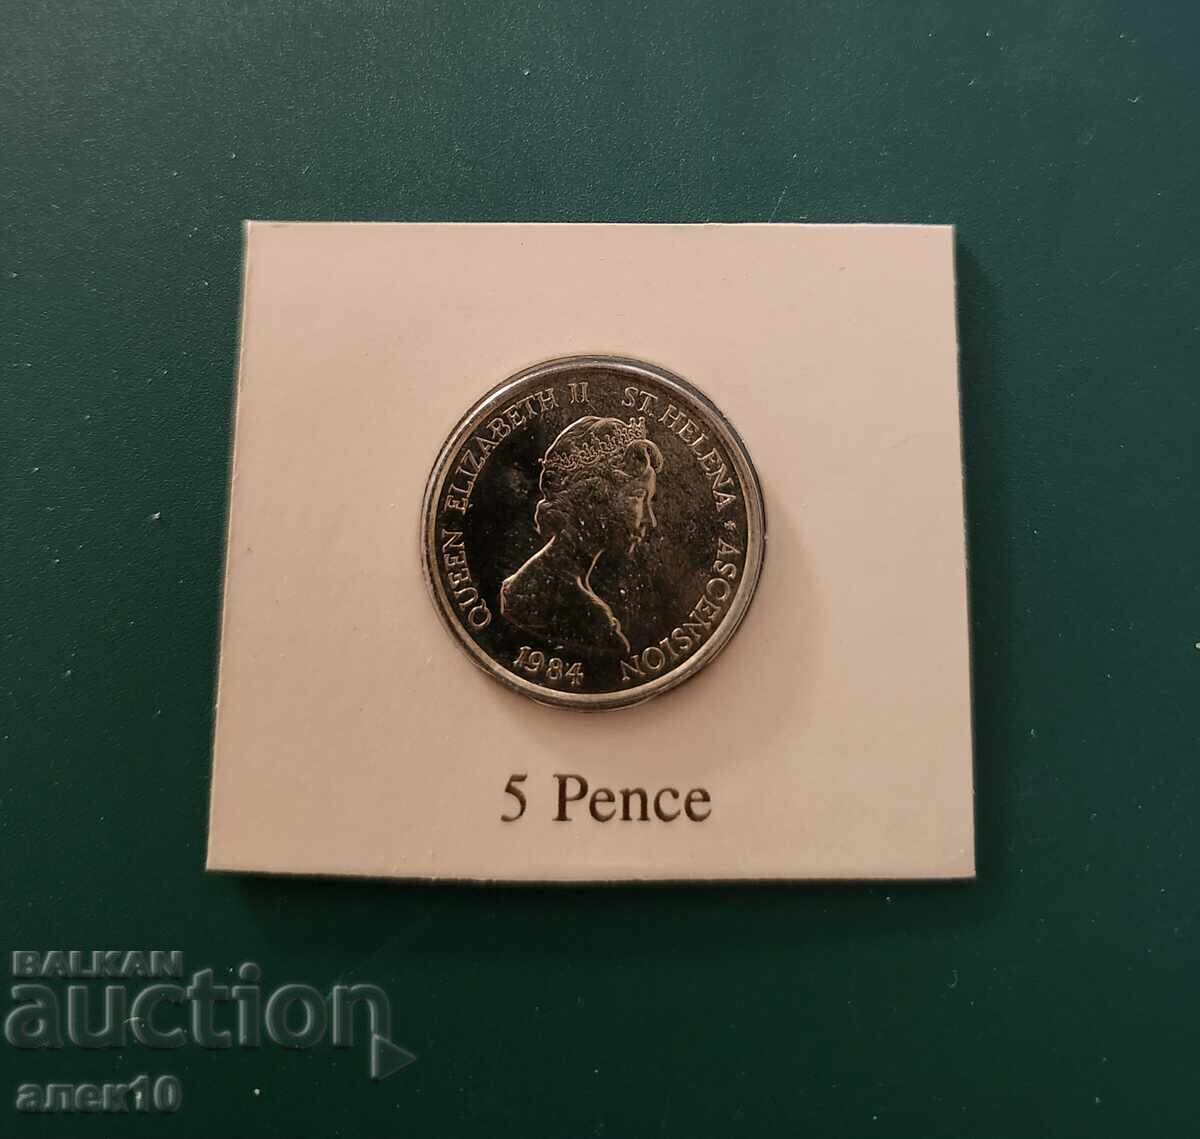 QUEEN ELIZABETH II ST. HELENA * ASCENSION
1984
5 Pence
BALKAN
auction
алек10